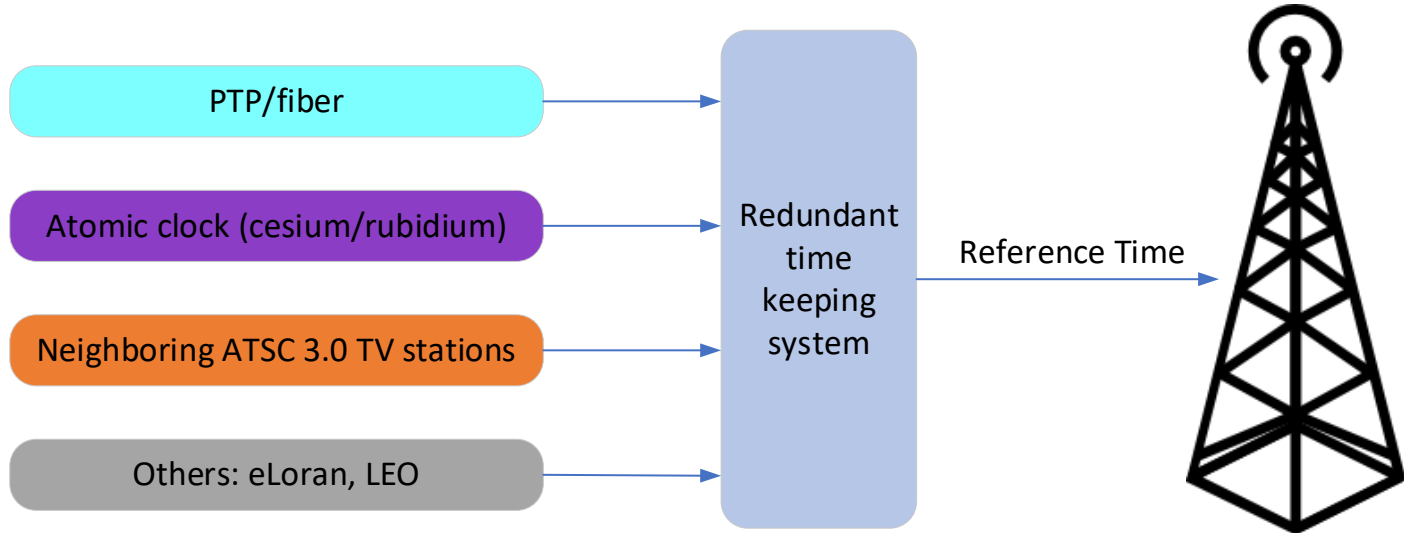 PTP/fiber
Atomic clock (cesium/rubidium)
Neighboring ATSC 3.0 TV stations
Others: eLoran, LEO
Redundant
time
keeping
system
Reference Time